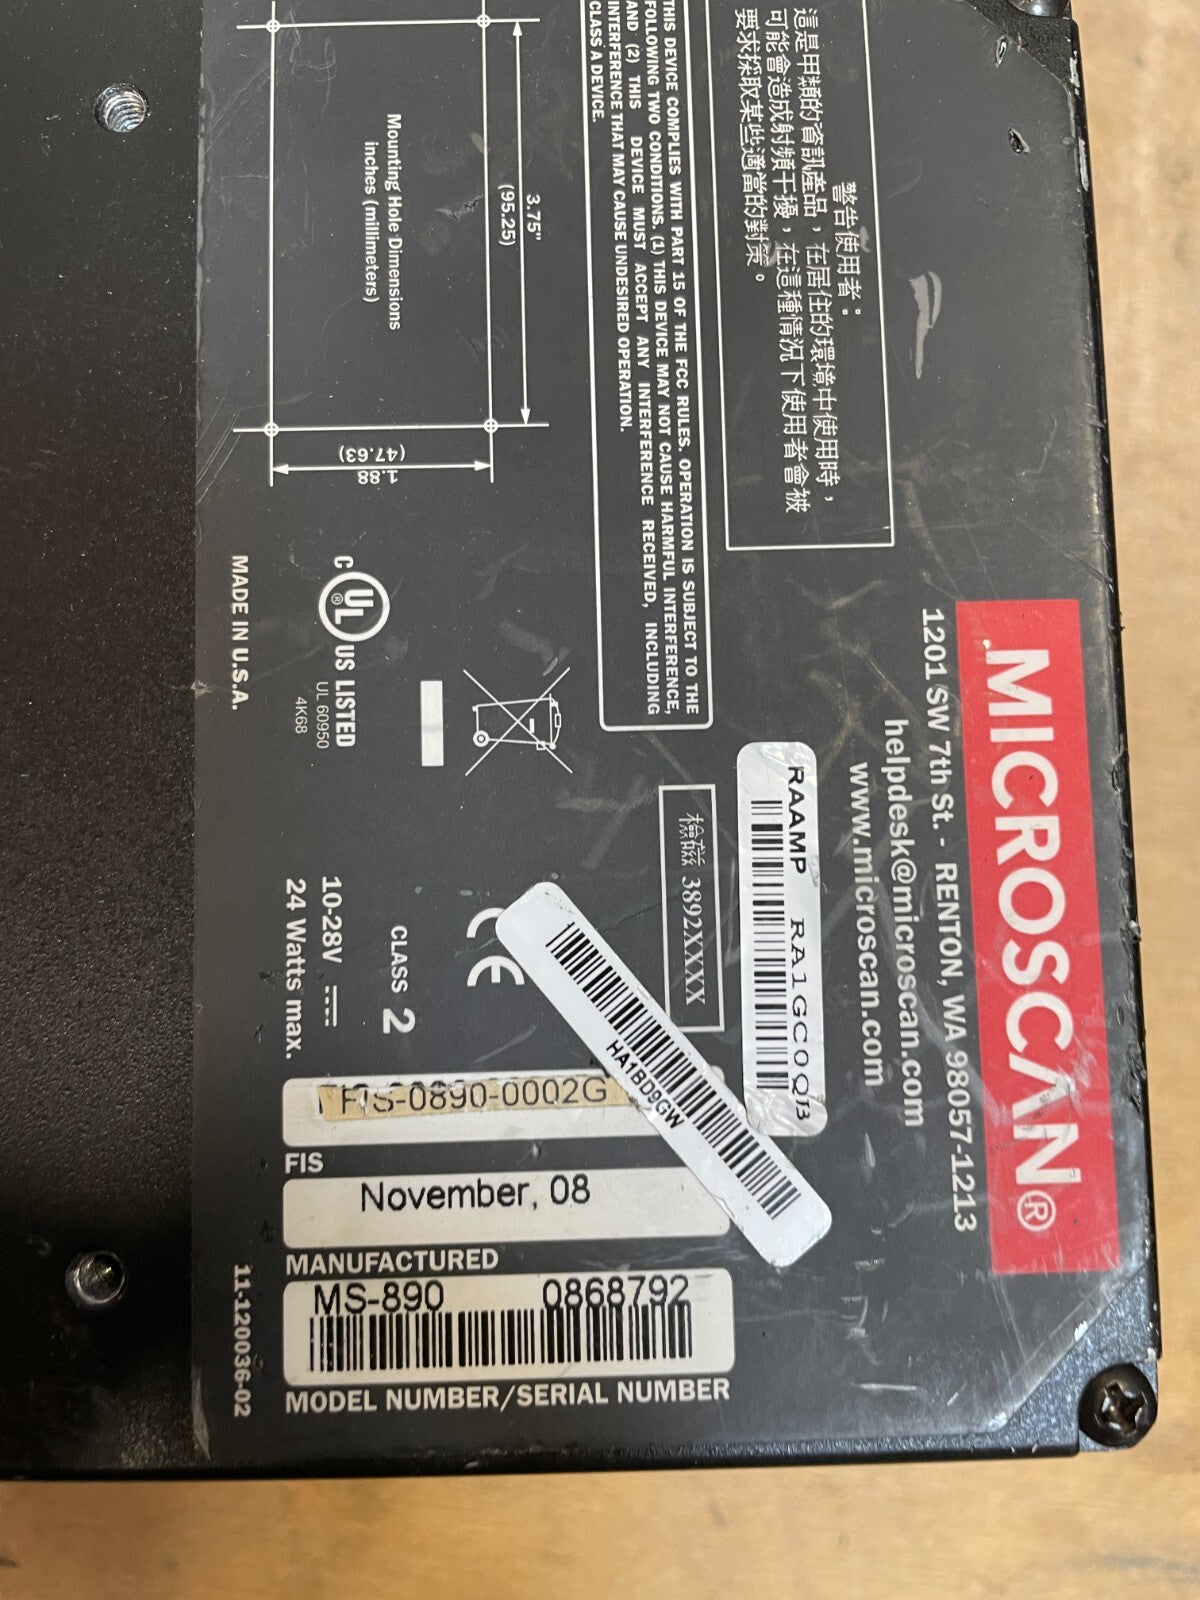 MICROSCAN®
1201 SW 7th St. - RENTON, WA 98057-1213
helpdesk@microscan.com
www.microscan.com
警告使用者：
這是甲類的資訊產品，在居住的環境中使用時，
可能會造成射頻干擾，在這種情況下使用者會被
要求採取某些適當的對策。
RAAMP RA1GC0QB
檢磁 3892XXXX
THIS DEVICE COMPLIES WITH PART 15 OF THE FCC RULES. OPERATION IS SUBJECT TO THE
FOLLOWING TWO CONDITIONS. (1) THIS DEVICE MAY NOT CAUSE HARMFUL INTERFERENCE,
AND (2) THIS DEVICE MUST ACCEPT ANY INTERFERENCE RECEIVED, INCLUDING
INTERFERENCE THAT MAY CAUSE UNDESIRED OPERATION.
CLASS A DEVICE.
3.75"
(95.25)
Mounting Hole Dimensions
inches (millimeters)
1.88
(47.63)
HA1BD9GW
CE
CLASS 2
10-28V
24 Watts max.
C UL® US LISTED
UL 60950
4K68
MADE IN U.S.A.
FIS-0890-0002G
FIS
November, 08
MANUFACTURED
MS-890 0868792
MODEL NUMBER/SERIAL NUMBER
11-120036-02